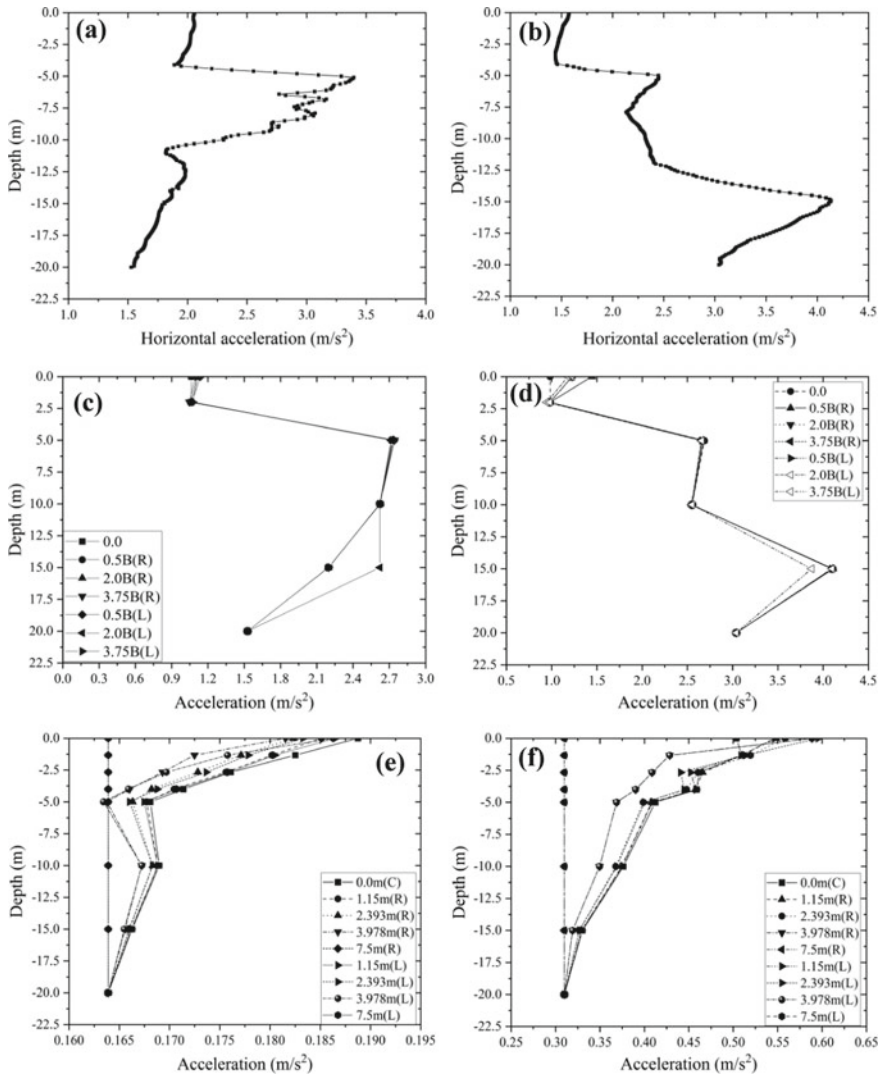 (a)
0.0
-2.5
-5.0
-7.5
-10.0
-12.5
-15.0
-17.5
-20.0
-22.5
Depth (m)
1.0 1.5 2.0 2.5 3.0 3.5 4.0
Horizontal acceleration (m/s²)
(b)
0.0
-2.5
-5.0
-7.5
-10.0
-12.5
-15.0
-17.5
-20.0
-22.5
Depth (m)
1.0 1.5 2.0 2.5 3.0 3.5 4.0 4.5
Horizontal acceleration (m/s²)
(c)
0.0
2.5
5.0
7.5
10.0
12.5
15.0
17.5
20.0
22.5
Depth (m)
0.0
0.5B(R)
2.0B(R)
3.75B(R)
0.5B(L)
2.0B(L)
3.75B(L)
0.0 0.3 0.6 0.9 1.2 1.5 1.8 2.1 2.4 2.7 3.0
Acceleration (m/s²)
(d)
0.0
2.5
5.0
7.5
10.0
12.5
15.0
17.5
20.0
22.5
Depth (m)
0.0
0.5B(R)
2.0B(R)
3.75B(R)
0.5B(L)
2.0B(L)
3.75B(L)
0.5 1.0 1.5 2.0 2.5 3.0 3.5 4.0 4.5
Acceleration (m/s²)
(e)
0.0
-2.5
-5.0
-7.5
-10.0
-12.5
-15.0
-17.5
-20.0
-22.5
Depth (m)
0.0m(C)
1.15m(R)
2.393m(R)
3.978m(R)
7.5m(R)
1.15m(L)
2.393m(L)
3.978m(L)
7.5m(L)
0.160 0.165 0.170 0.175 0.180 0.185 0.190 0.195
Acceleration (m/s²)
(f)
0.0
-2.5
-5.0
-7.5
-10.0
-12.5
-15.0
-17.5
-20.0
-22.5
Depth (m)
0.0m(C)
1.15m(R)
2.393m(R)
3.978m(R)
7.5m(R)
1.15m(L)
2.393m(L)
3.978m(L)
7.5m(L)
0.25 0.30 0.35 0.40 0.45 0.50 0.55 0.60 0.65
Acceleration (m/s²)